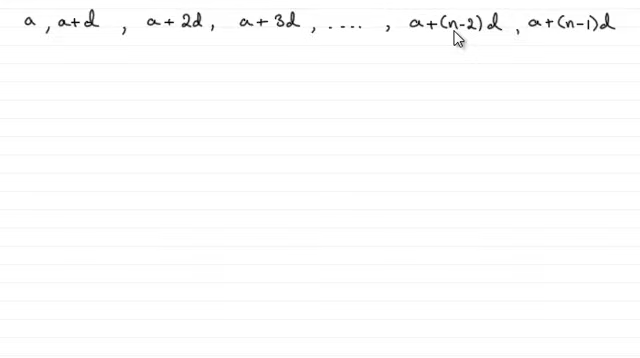 a , a+d , a + 2d , a + 3d , .... , a+(n-2)d , a+(n-1)d